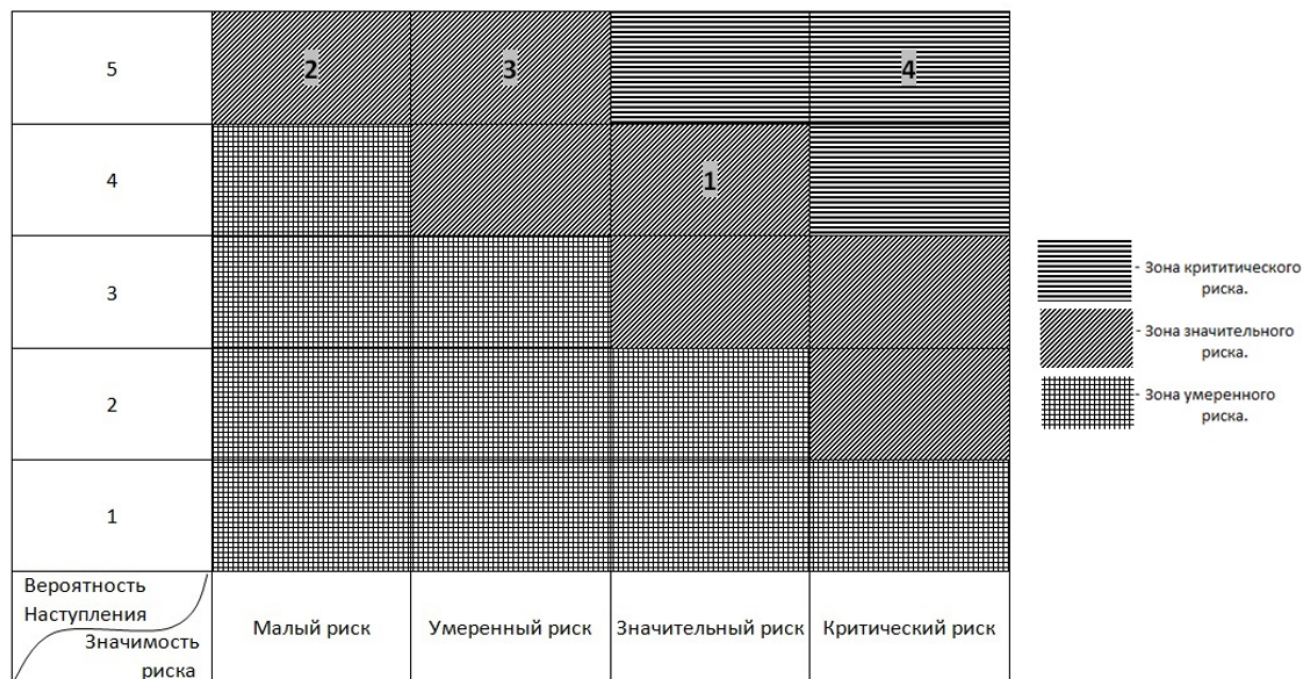 5
2
3
4
4
1
3
2
1
Вероятность
Наступления
Значимость
риска
Малый риск
Умеренный риск
Значительный риск
Критический риск
- Зона крититического
риска.
- Зона значительного
риска.
- Зона умеренного
риска.